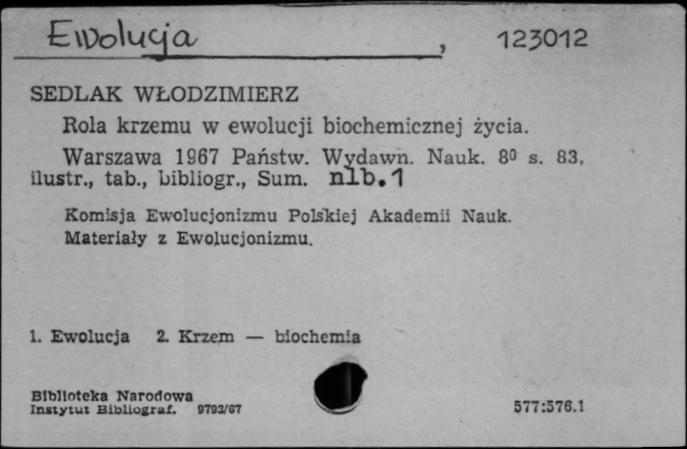 Ewolucja , 123012
SEDLAK WŁODZIMIERZ
Rola krzemu w ewolucji biochemicznej życia.
Warszawa 1967 Państw. Wydawn. Nauk. 8⁰ s. 83,
ilustr., tab., bibliogr., Sum. nlb.1
Komisja Ewolucjonizmu Polskiej Akademii Nauk.
Materiały z Ewolucjonizmu.
1. Ewolucja 2. Krzem — biochemia
Biblioteka Narodowa
Instytut Bibliograf. 9793/67
577:576.1